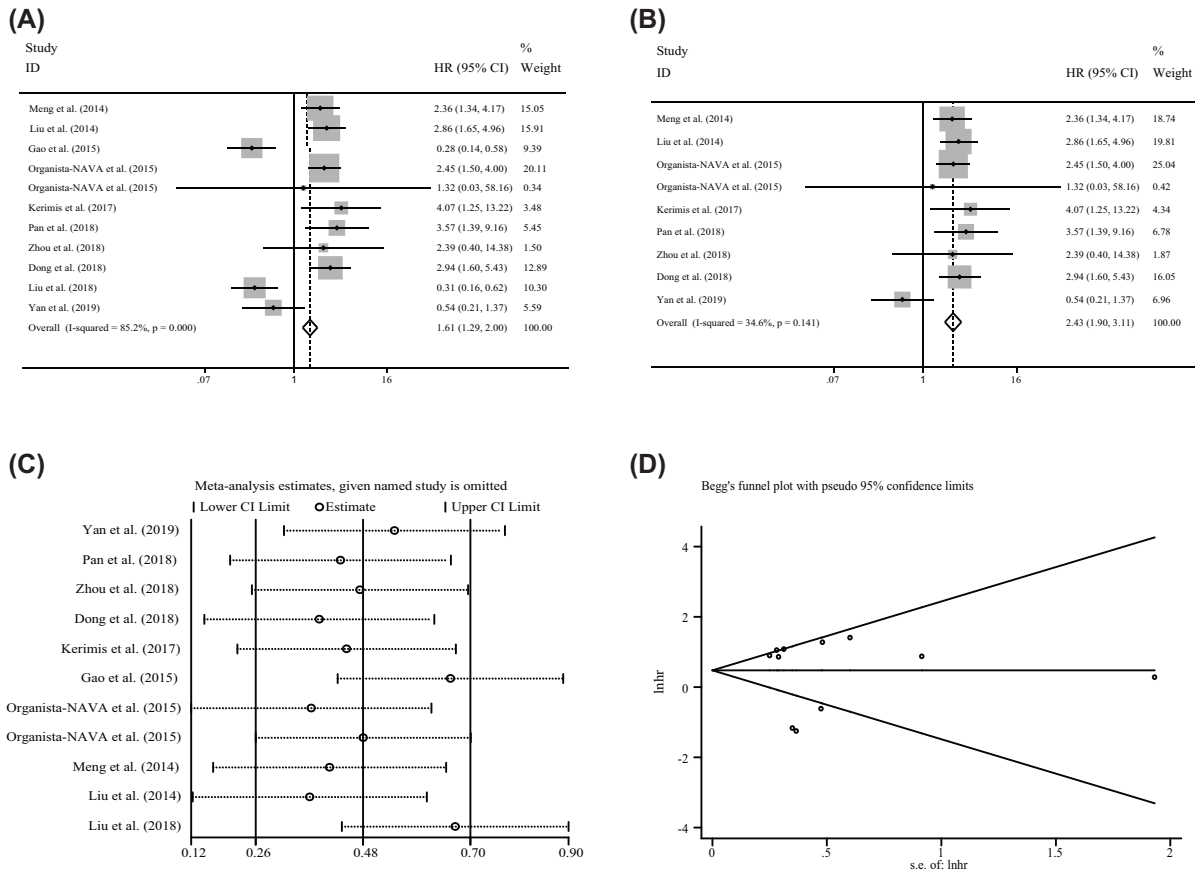 (A)
Study %
ID HR (95% CI) Weight
Meng et al. (2014) 2.36 (1.34, 4.17) 15.05
Liu et al. (2014) 2.86 (1.65, 4.96) 15.91
Gao et al. (2015) 0.28 (0.14, 0.58) 9.39
Organista-NAVA et al. (2015) 2.45 (1.50, 4.00) 20.11
Organista-NAVA et al. (2015) 1.32 (0.03, 58.16) 0.34
Kerimis et al. (2017) 4.07 (1.25, 13.22) 3.48
Pan et al. (2018) 3.57 (1.39, 9.16) 5.45
Zhou et al. (2018) 2.39 (0.40, 14.38) 1.50
Dong et al. (2018) 2.94 (1.60, 5.43) 12.89
Liu et al. (2018) 0.31 (0.16, 0.62) 10.30
Yan et al. (2019) 0.54 (0.21, 1.37) 5.59
Overall (I-squared = 85.2%, p = 0.000) 1.61 (1.29, 2.00) 100.00
.07 1 16
(B)
Study %
ID HR (95% CI) Weight
Meng et al. (2014) 2.36 (1.34, 4.17) 18.74
Liu et al. (2014) 2.86 (1.65, 4.96) 19.81
Organista-NAVA et al. (2015) 2.45 (1.50, 4.00) 25.04
Organista-NAVA et al. (2015) 1.32 (0.03, 58.16) 0.42
Kerimis et al. (2017) 4.07 (1.25, 13.22) 4.34
Pan et al. (2018) 3.57 (1.39, 9.16) 6.78
Zhou et al. (2018) 2.39 (0.40, 14.38) 1.87
Dong et al. (2018) 2.94 (1.60, 5.43) 16.05
Yan et al. (2019) 0.54 (0.21, 1.37) 6.96
Overall (I-squared = 34.6%, p = 0.141) 2.43 (1.90, 3.11) 100.00
.07 1 16
(C)
Meta-analysis estimates, given named study is omitted
Lower CI Limit Estimate Upper CI Limit
Yan et al. (2019)
Pan et al. (2018)
Zhou et al. (2018)
Dong et al. (2018)
Kerimis et al. (2017)
Gao et al. (2015)
Organista-NAVA et al. (2015)
Organista-NAVA et al. (2015)
Meng et al. (2014)
Liu et al. (2014)
Liu et al. (2018)
0.12 0.26 0.48 0.70 0.90
(D)
Begg's funnel plot with pseudo 95% confidence limits
4
2
lnhr
0
-2
-4
0 .5 1 1.5 2
s.e. of: lnhr